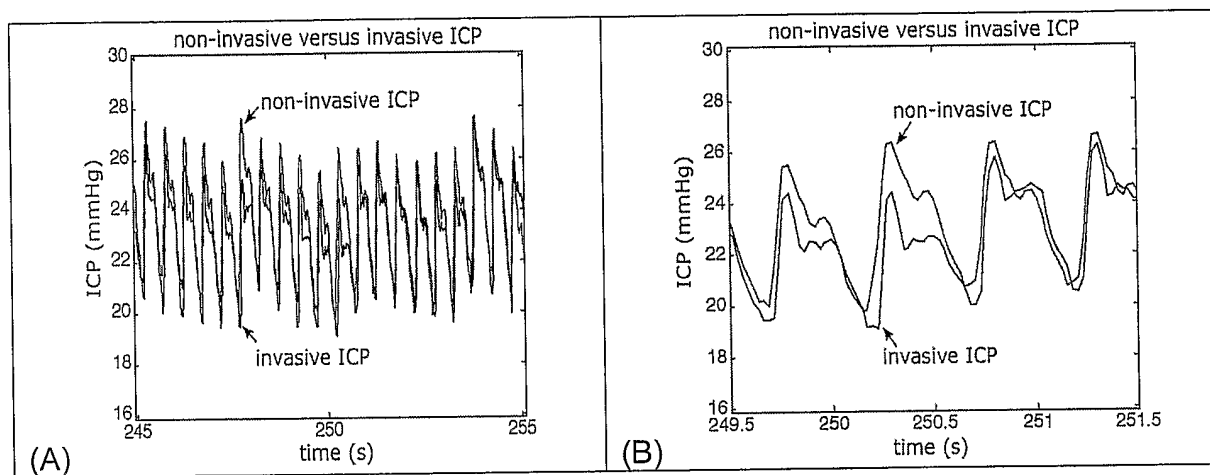 non-invasive versus invasive ICP
30
28
26
24
22
20
18
16
ICP (mmHg)
non-invasive ICP
invasive ICP
245
250
255
time (s)
(A)
non-invasive versus invasive ICP
30
28
26
24
22
20
18
16
ICP (mmHg)
non-invasive ICP
invasive ICP
249.5
250
250.5
251
251.5
time (s)
(B)